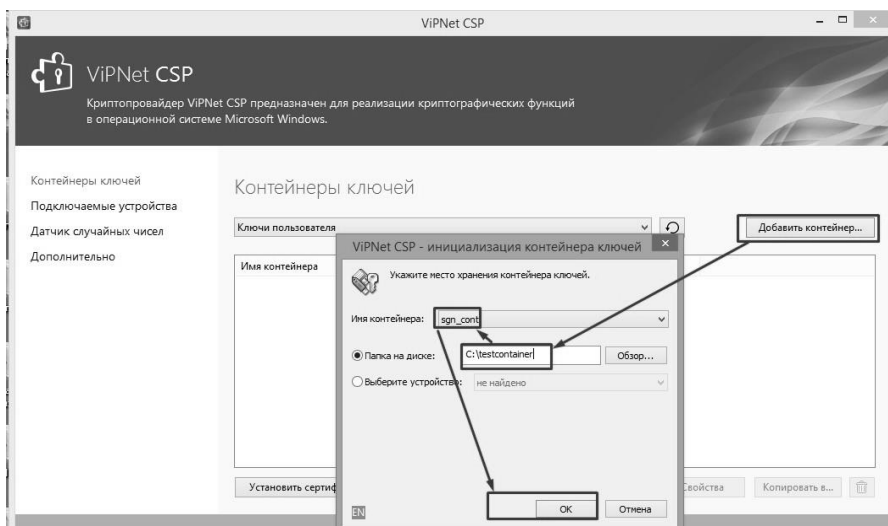 ViPNet CSP
ViPNet CSP
Криптопровайдер ViPNet CSP предназначен для реализации криптографических функций
в операционной системе Microsoft Windows.
Контейнеры ключей
Подключаемые устройства
Датчик случайных чисел
Дополнительно
Контейнеры ключей
Ключи пользователя
Добавить контейнер...
Имя контейнера
ViPNet CSP - инициализация контейнера ключей
Укажите место хранения контейнера ключей.
Имя контейнера:
sgn_cont
Папка на диске:
C:\testcontainer
Обзор...
Выберите устройство:
не найдено
EN
OK
Отмена
Установить сертиф
Свойства
Копировать в...